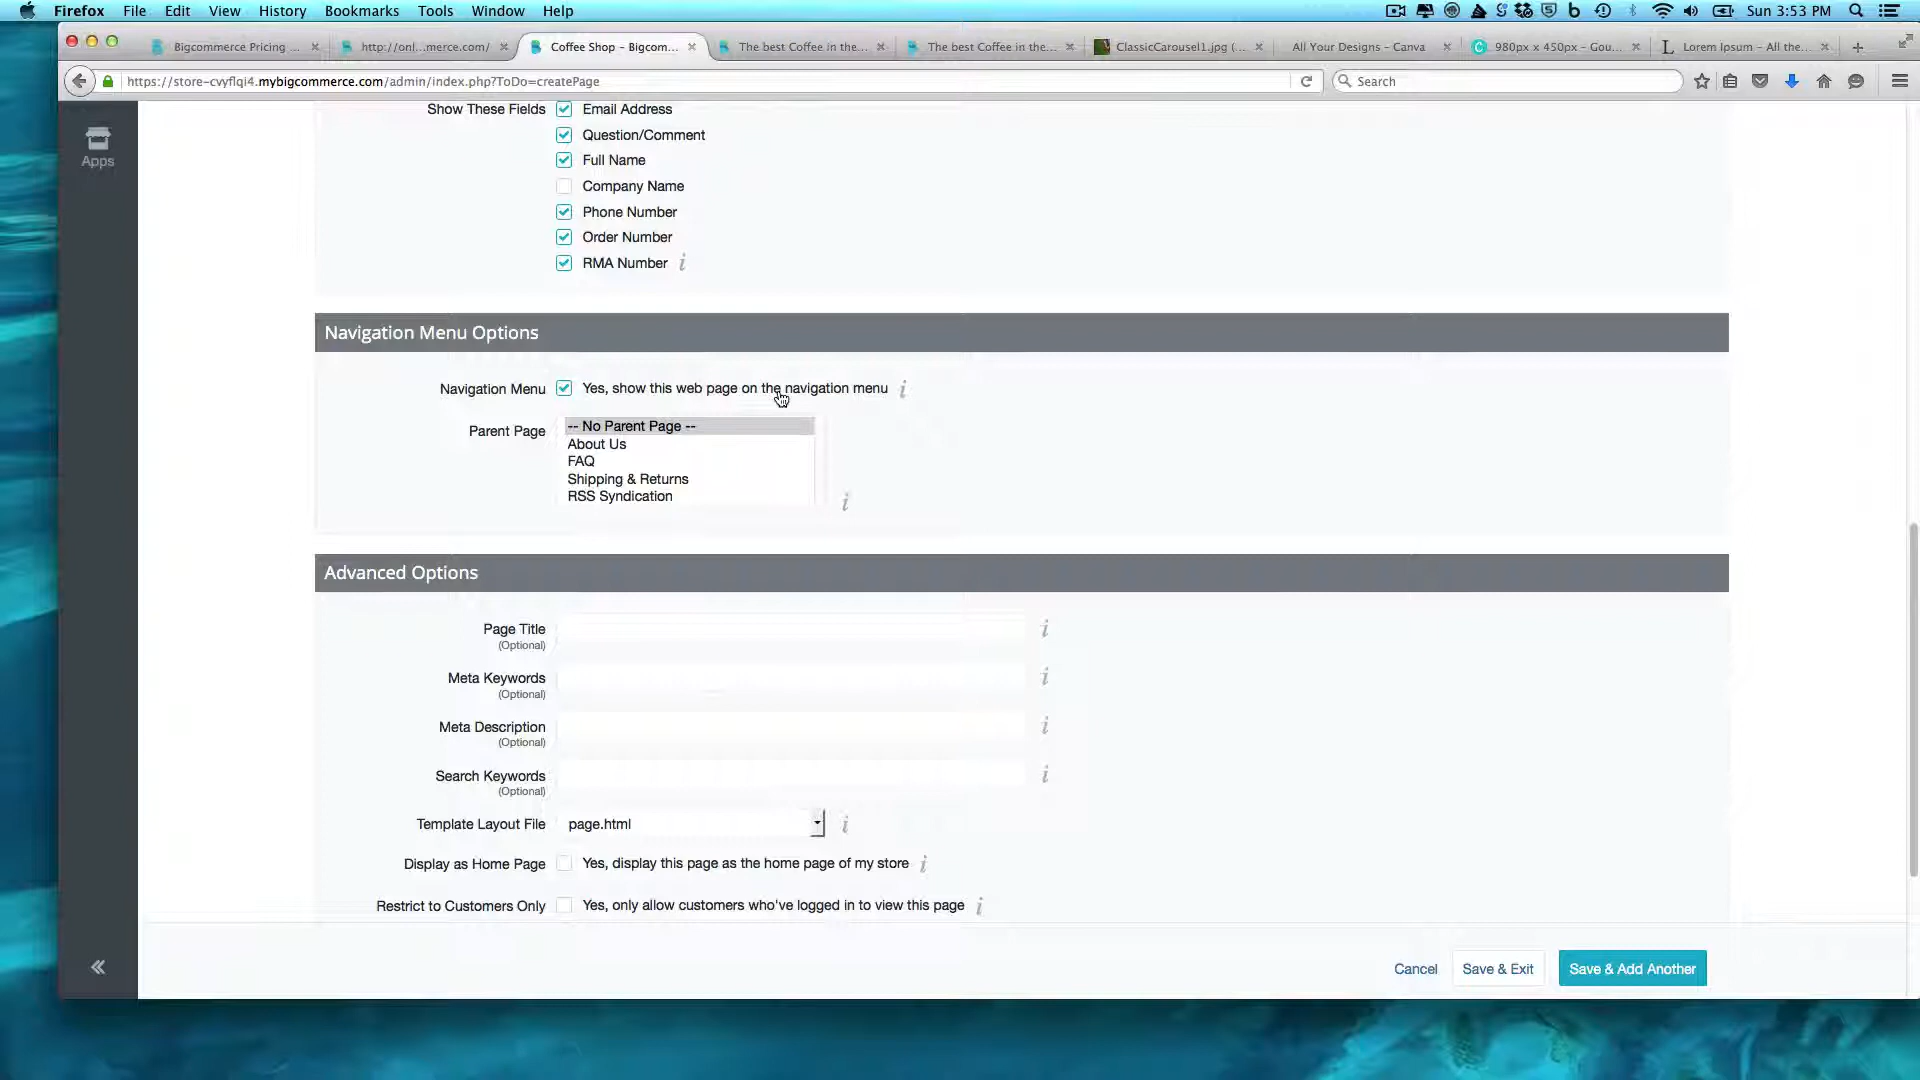 Firefox File Edit View History Bookmarks Tools Window Help Sun 3:53 PM
Bigcommerce Pricing ... http://onl...merce.com/ Coffee Shop – Bigcom... The best Coffee in the... The best Coffee in the... ClassicCarousel1.jpg (... All Your Designs – Canva 980px x 450px – Gou... Lorem Ipsum – All the...
https://store-cvyflqi4.mybigcommerce.com/admin/index.php?ToDo=createPage Search
Apps
Show These Fields Email Address
Question/Comment
Full Name
Company Name
Phone Number
Order Number
RMA Number
Navigation Menu Options
Navigation Menu Yes, show this web page on the navigation menu
Parent Page -- No Parent Page --
About Us
FAQ
Shipping & Returns
RSS Syndication
Advanced Options
Page Title
(Optional)
Meta Keywords
(Optional)
Meta Description
(Optional)
Search Keywords
(Optional)
Template Layout File page.html
Display as Home Page Yes, display this page as the home page of my store
Restrict to Customers Only Yes, only allow customers who've logged in to view this page
Cancel Save & Exit Save & Add Another